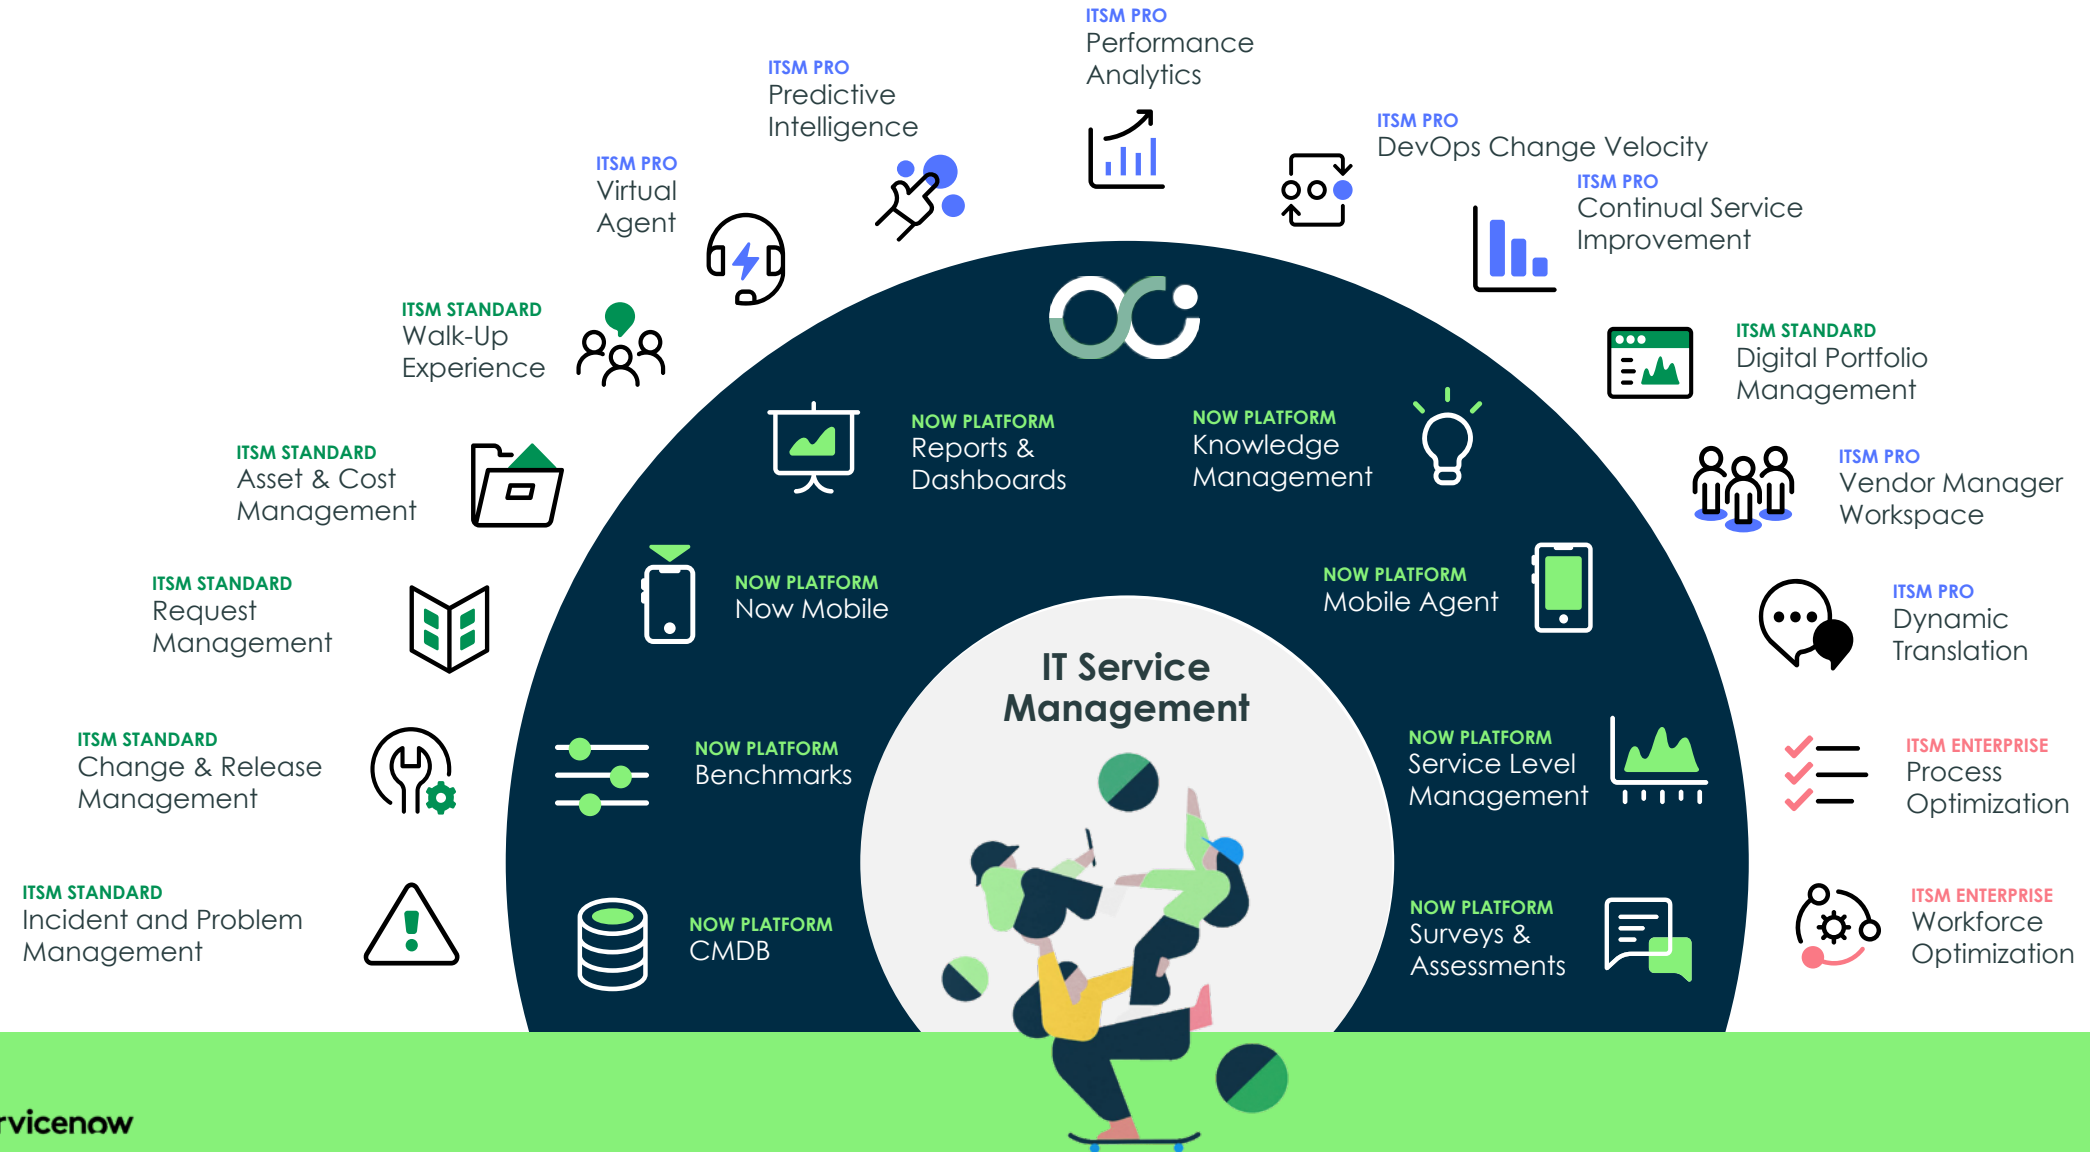 ITSM PRO
Performance
Analytics
ITSM PRO
Predictive
Intelligence
ITSM PRO
DevOps Change Velocity
ITSM PRO
Virtual
Agent
ITSM PRO
Continual Service
Improvement
ITSM STANDARD
Walk-Up
Experience
ITSM STANDARD
Digital Portfolio
Management
ITSM STANDARD
Asset & Cost
Management
ITSM PRO
Vendor Manager
Workspace
ITSM STANDARD
Request
Management
ITSM PRO
Dynamic
Translation
ITSM STANDARD
Change & Release
Management
ITSM ENTERPRISE
Process
Optimization
ITSM STANDARD
Incident and Problem
Management
ITSM ENTERPRISE
Workforce
Optimization
NOW PLATFORM
Reports &
Dashboards
NOW PLATFORM
Knowledge
Management
NOW PLATFORM
Now Mobile
NOW PLATFORM
Mobile Agent
NOW PLATFORM
Benchmarks
NOW PLATFORM
Service Level
Management
NOW PLATFORM
CMDB
NOW PLATFORM
Surveys &
Assessments
IT Service
Management
rvicenow